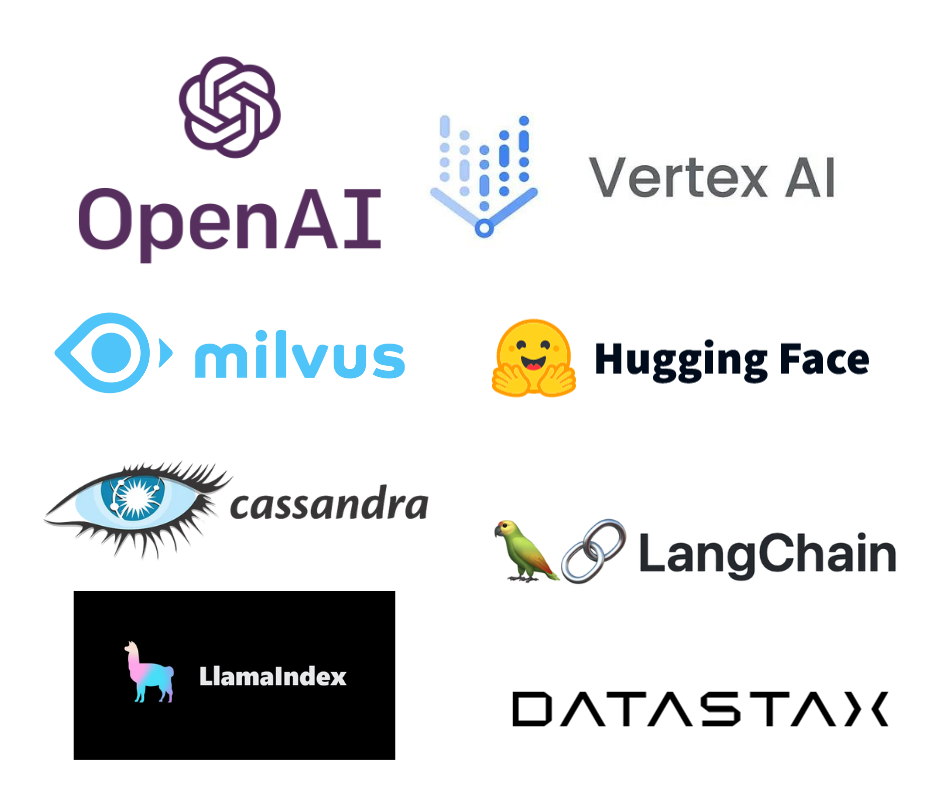 OpenAI
Vertex AI
milvus
Hugging Face
cassandra
LangChain
LlamaIndex
DATASTAX